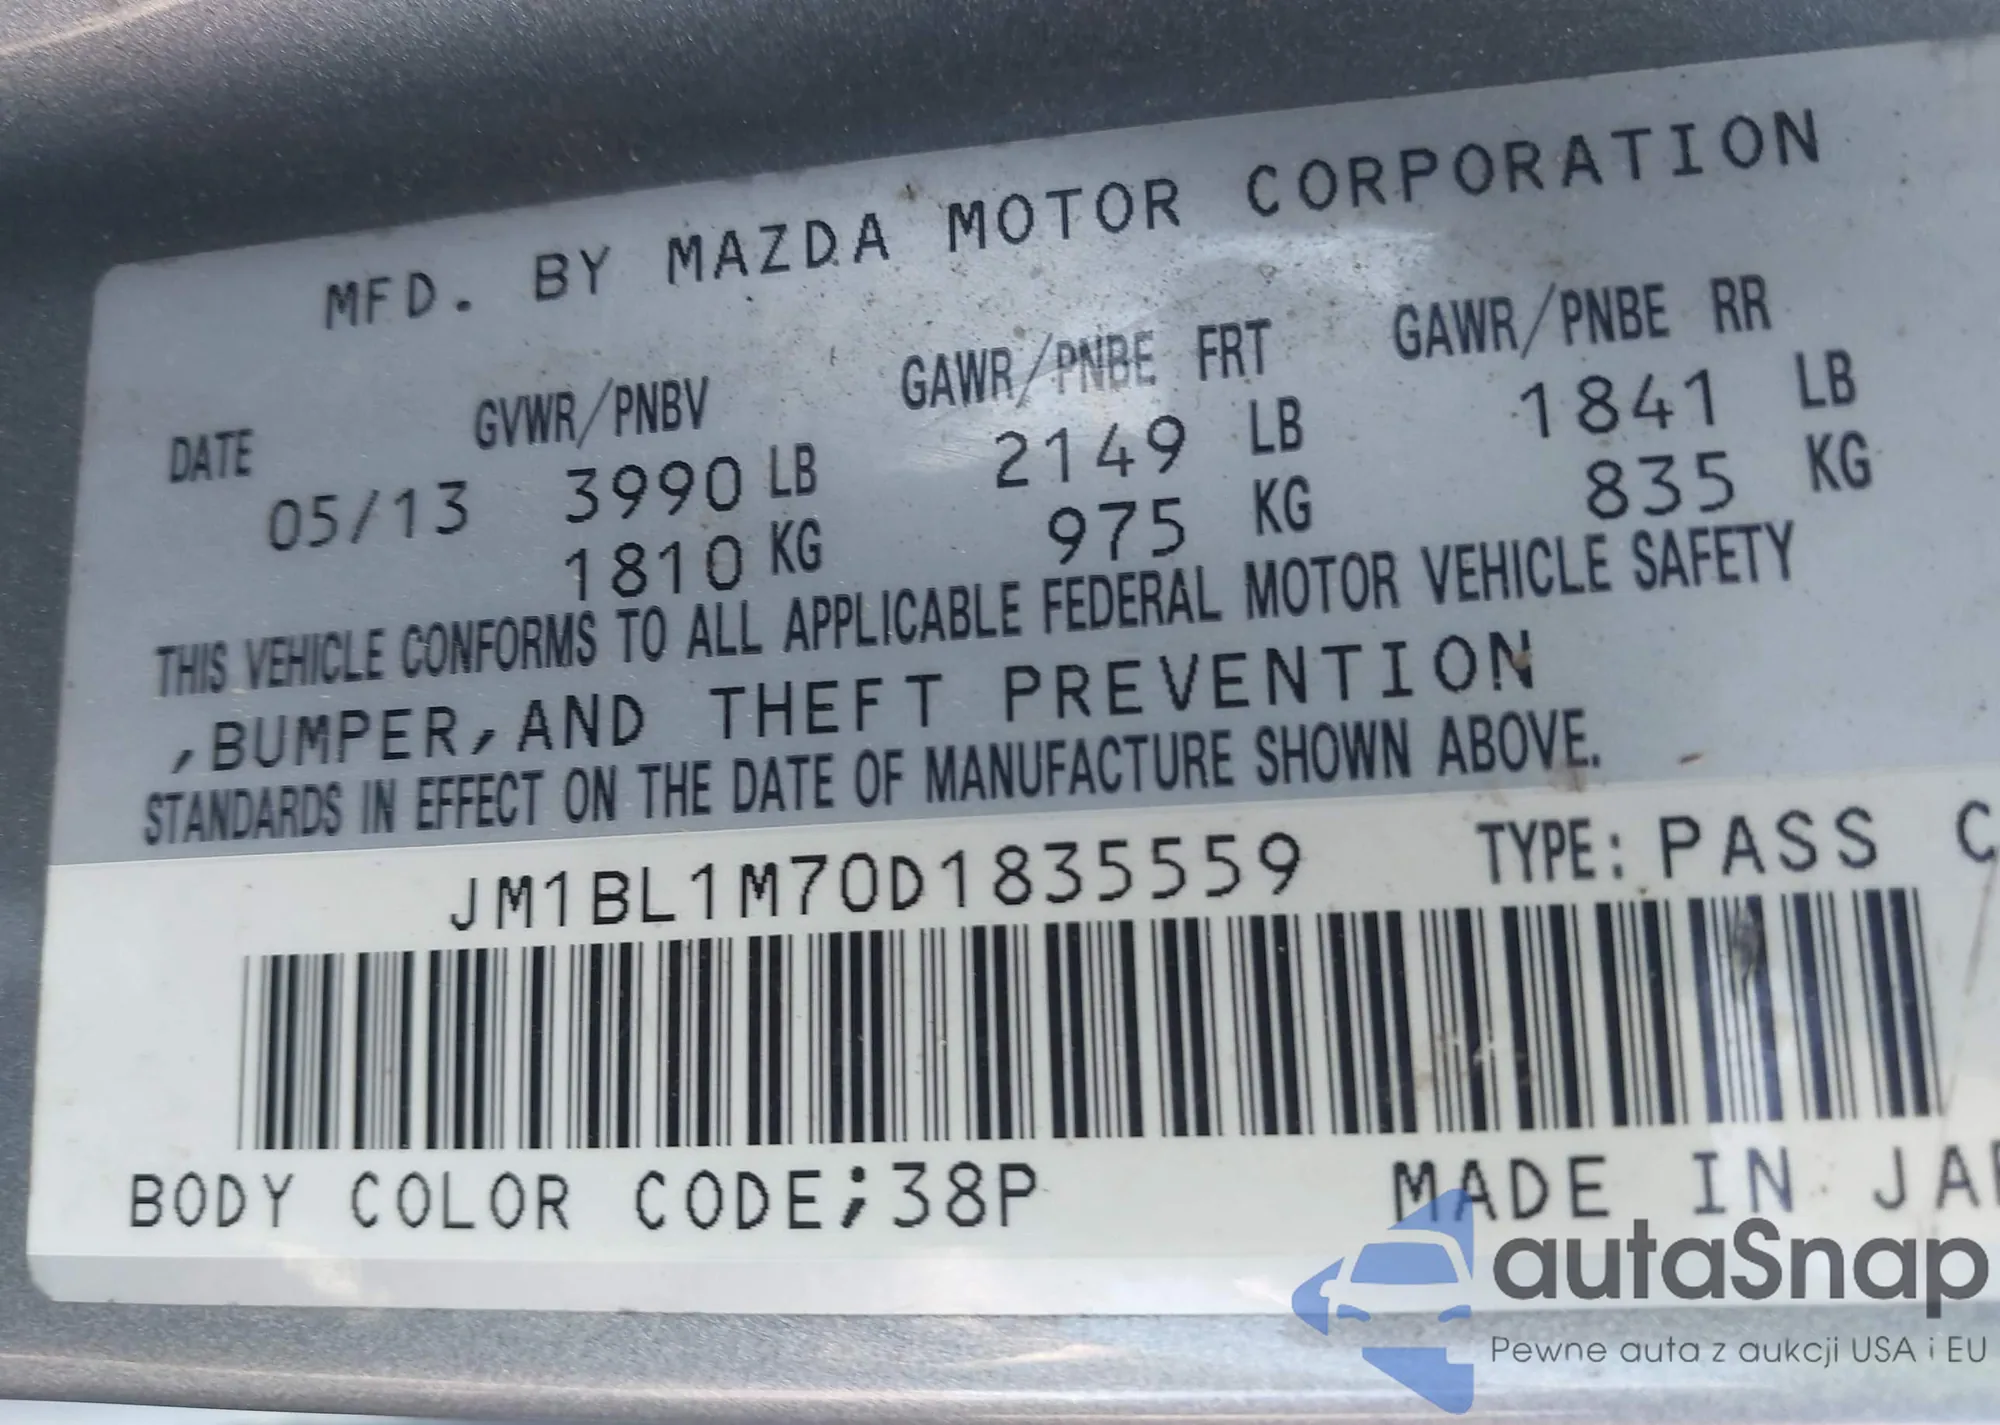 MFD. BY MAZDA MOTOR CORPORATION
DATE GVWR/PNBV GAWR/PNBE FRT GAWR/PNBE RR
05/13 3990 LB 2149 LB 1841 LB
1810 KG 975 KG 835 KG
THIS VEHICLE CONFORMS TO ALL APPLICABLE FEDERAL MOTOR VEHICLE SAFETY
,BUMPER,AND THEFT PREVENTION
STANDARDS IN EFFECT ON THE DATE OF MANUFACTURE SHOWN ABOVE.
JM1BL1M70D1835559 TYPE: PASS C
BODY COLOR CODE;38P MADE IN JA
autaSnap
Pewne auta z aukcji USA i EU